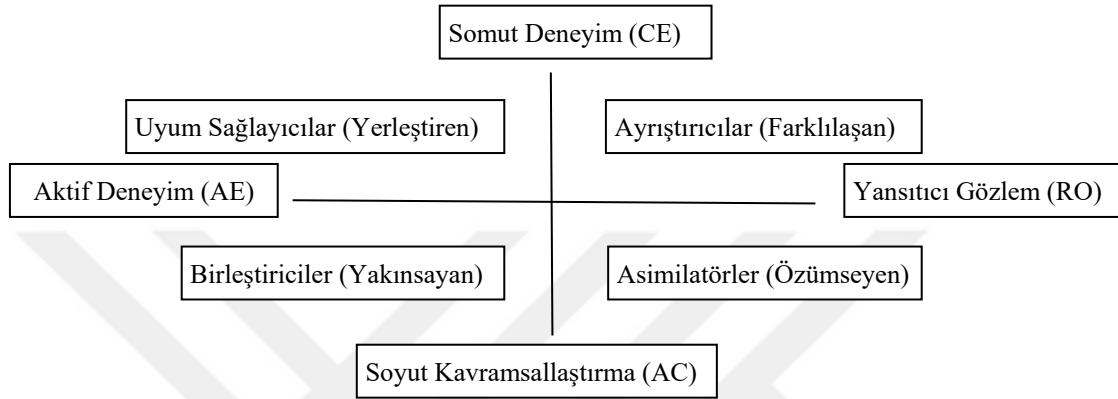 Somut Deneyim (CE)
Uyum Sağlayıcılar (Yerleştiren)
Ayrıştırıcılar (Farklılaşan)
Aktif Deneyim (AE)
Yansıtıcı Gözlem (RO)
Birleştiriciler (Yakınsayan)
Asimilatörler (Özümseyen)
Soyut Kavramsallaştırma (AC)